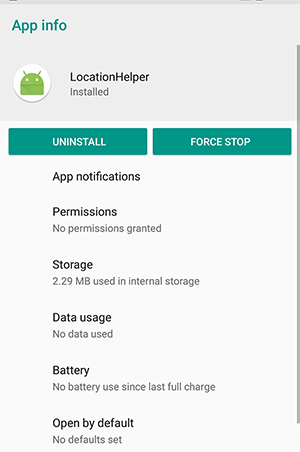 App info
LocationHelper
Installed
UNINSTALL
FORCE STOP
App notifications
Permissions
No permissions granted
Storage
2.29 MB used in internal storage
Data usage
No data used
Battery
No battery use since last full charge
Open by default
No defaults set